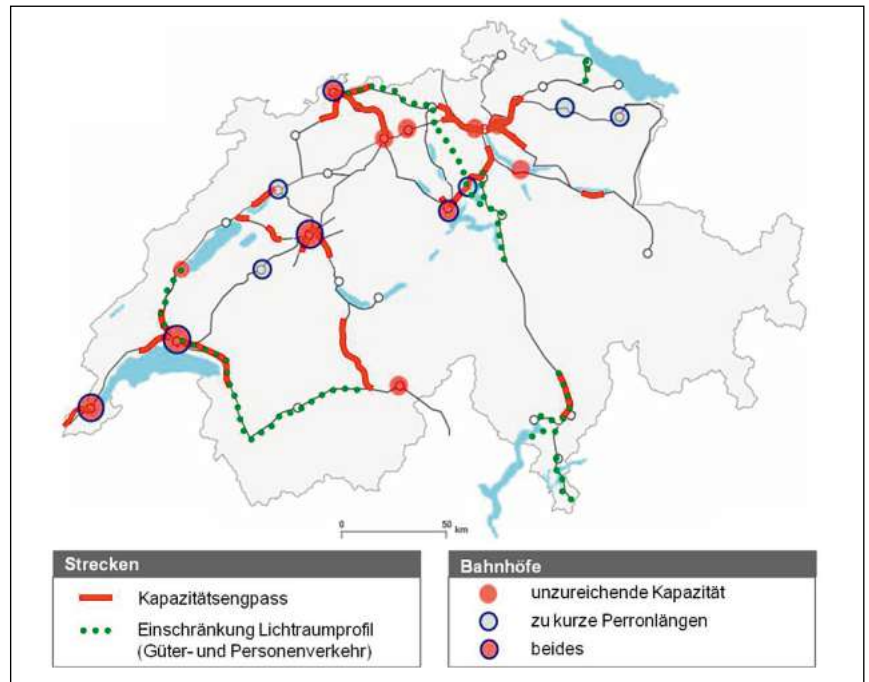 0
50
km
Strecken
Kapazitätsengpass
Einschränkung Lichtraumprofil
(Güter- und Personenverkehr)
Bahnhöfe
unzureichende Kapazität
zu kurze Perronlängen
beides